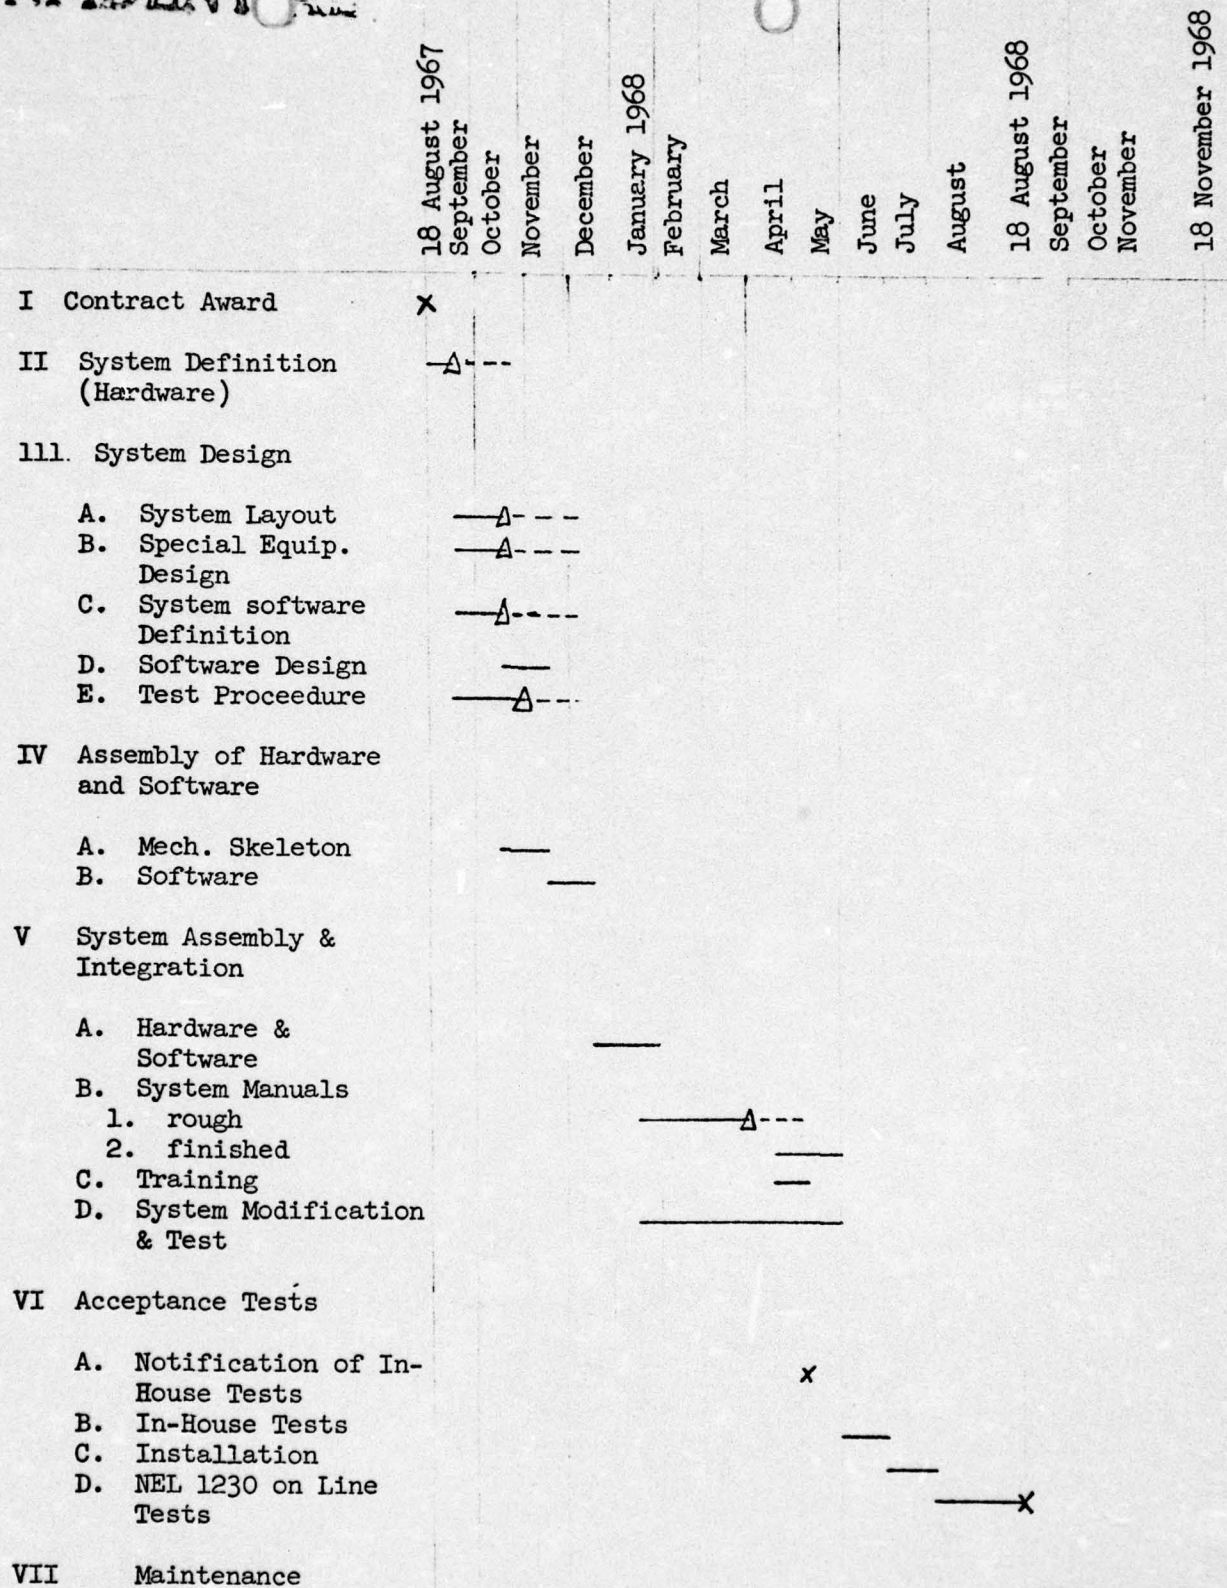 18 August 1967
September
October
November
December
January 1968
February
March
April
May
June
July
August
18 August 1968
September
October
November
18 November 1968
I Contract Award X
II System Definition
(Hardware)
111. System Design
A. System Layout
B. Special Equip.
Design
C. System software
Definition
D. Software Design
E. Test Proceedure
IV Assembly of Hardware
and Software
A. Mech. Skeleton
B. Software
V System Assembly &
Integration
A. Hardware &
Software
B. System Manuals
1. rough
2. finished
C. Training
D. System Modification
& Test
VI Acceptance Tests
A. Notification of In-
House Tests X
B. In-House Tests
C. Installation
D. NEL 1230 on Line
Tests X
VII Maintenance